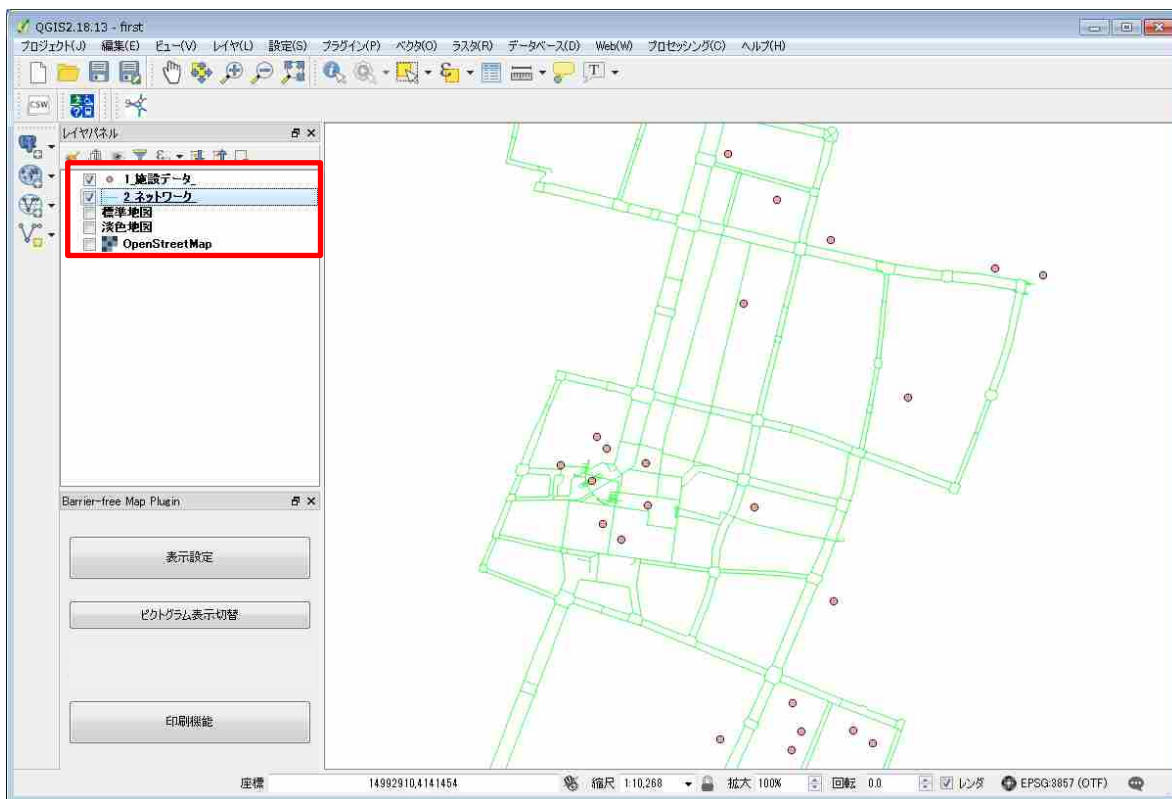 QGIS2.18.13 - first
プロジェクト(J) 編集(E) ビュー(V) レイヤ(L) 設定(S) プラグイン(P) ベクタ(O) ラスタ(R) データベース(D) Web(W) プロセッシング(C) ヘルプ(H)
CSW
レイヤパネル
1_施設データ_
2_ネットワーク_
標準地図
淡色地図
OpenStreetMap
Barrier-free Map Plugin
表示設定
ピクトグラム表示切替
印刷機能
座標 14992910,4141454 縮尺 1:10,268 拡大 100% 回転 0.0 レンダ EPSG:3857 (OTF)